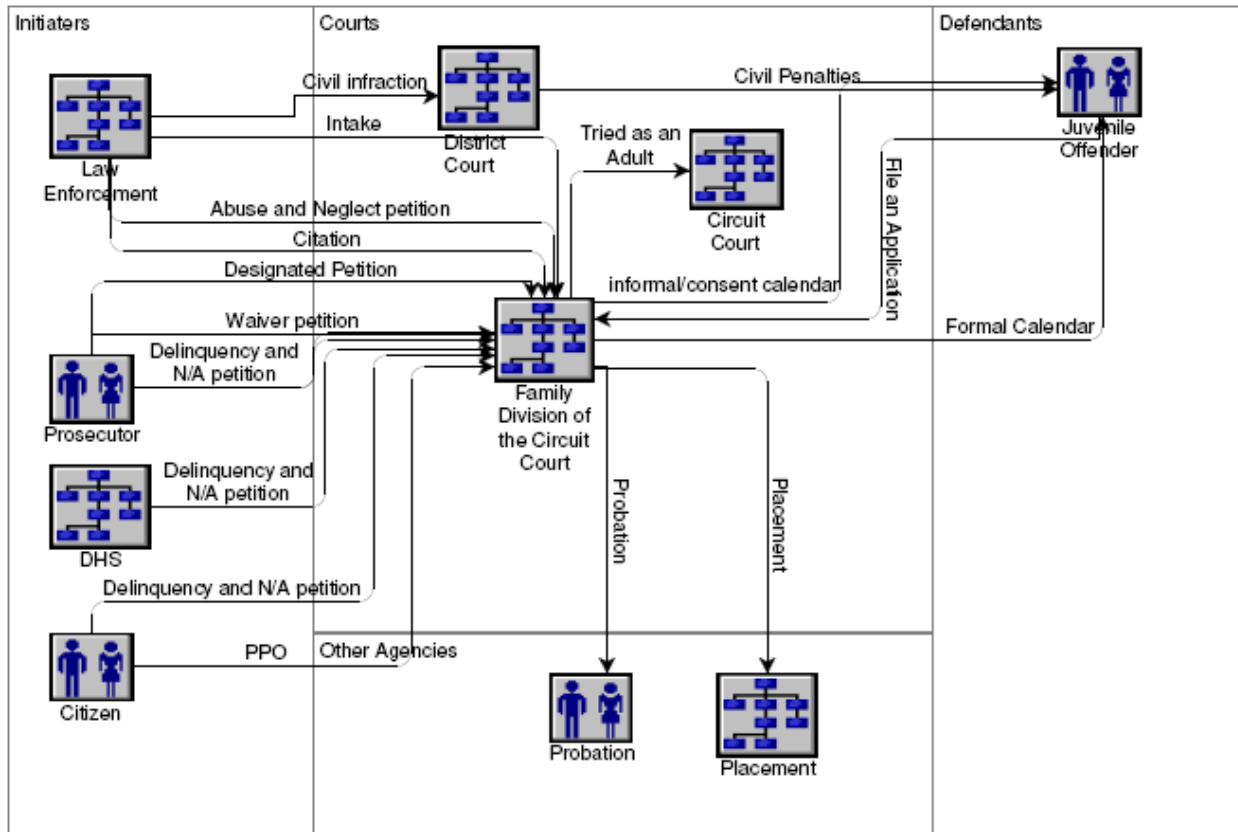 Initiaters
Courts
Defendants
Civil infraction
Civil Penalties
Intake
Law
Enforcement
District
Court
Tried as an
Adult
Juvenile
Offender
Abuse and Neglect petition
Citation
Circuit
Court
File an Application
Designated Petition
informal/consent calendar
Waiver petition
Formal Calendar
Delinquency and
N/A petition
Prosecutor
Family
Division of
the Circuit
Court
Delinquency and
N/A petition
DHS
Probation
Placement
Delinquency and N/A petition
PPO
Other Agencies
Citizen
Probation
Placement